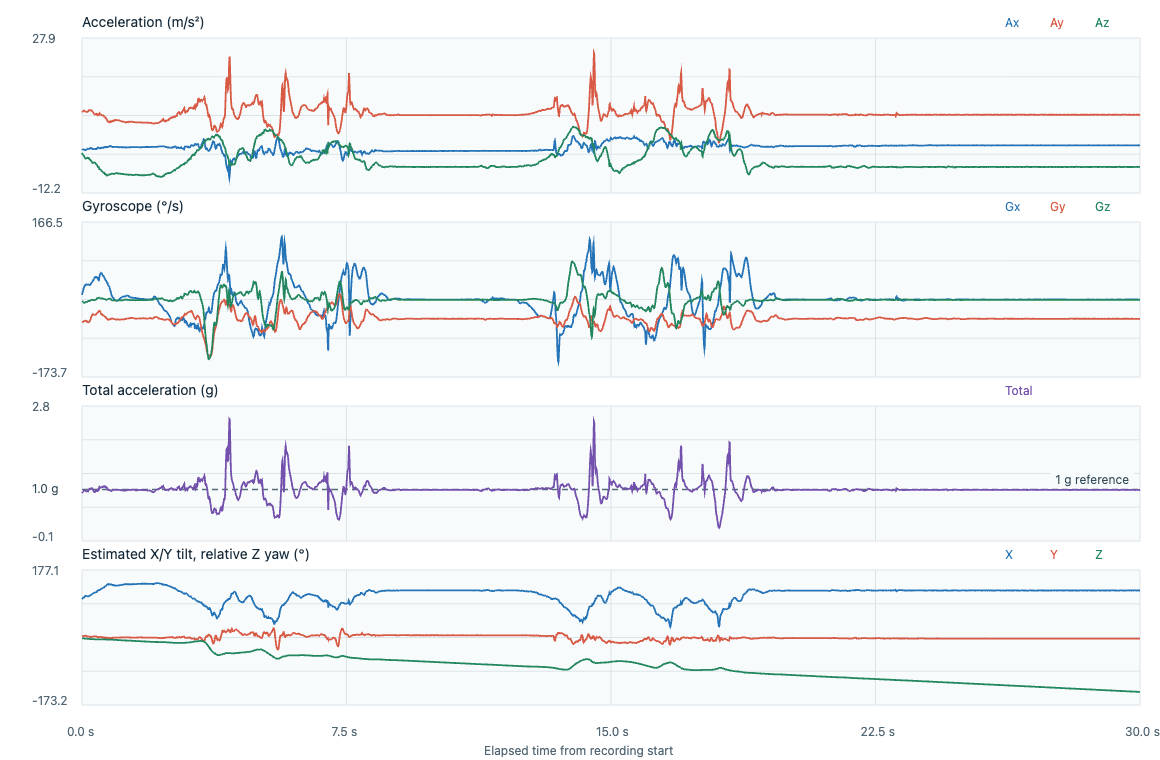 Acceleration (m/s²) Ax Ay Az
27.9
-12.2
Gyroscope (°/s) Gx Gy Gz
166.5
-173.7
Total acceleration (g) Total
2.8
1.0 g
1 g reference
-0.1
Estimated X/Y tilt, relative Z yaw (°) X Y Z
177.1
-173.2
0.0 s 7.5 s 15.0 s 22.5 s 30.0 s
Elapsed time from recording start